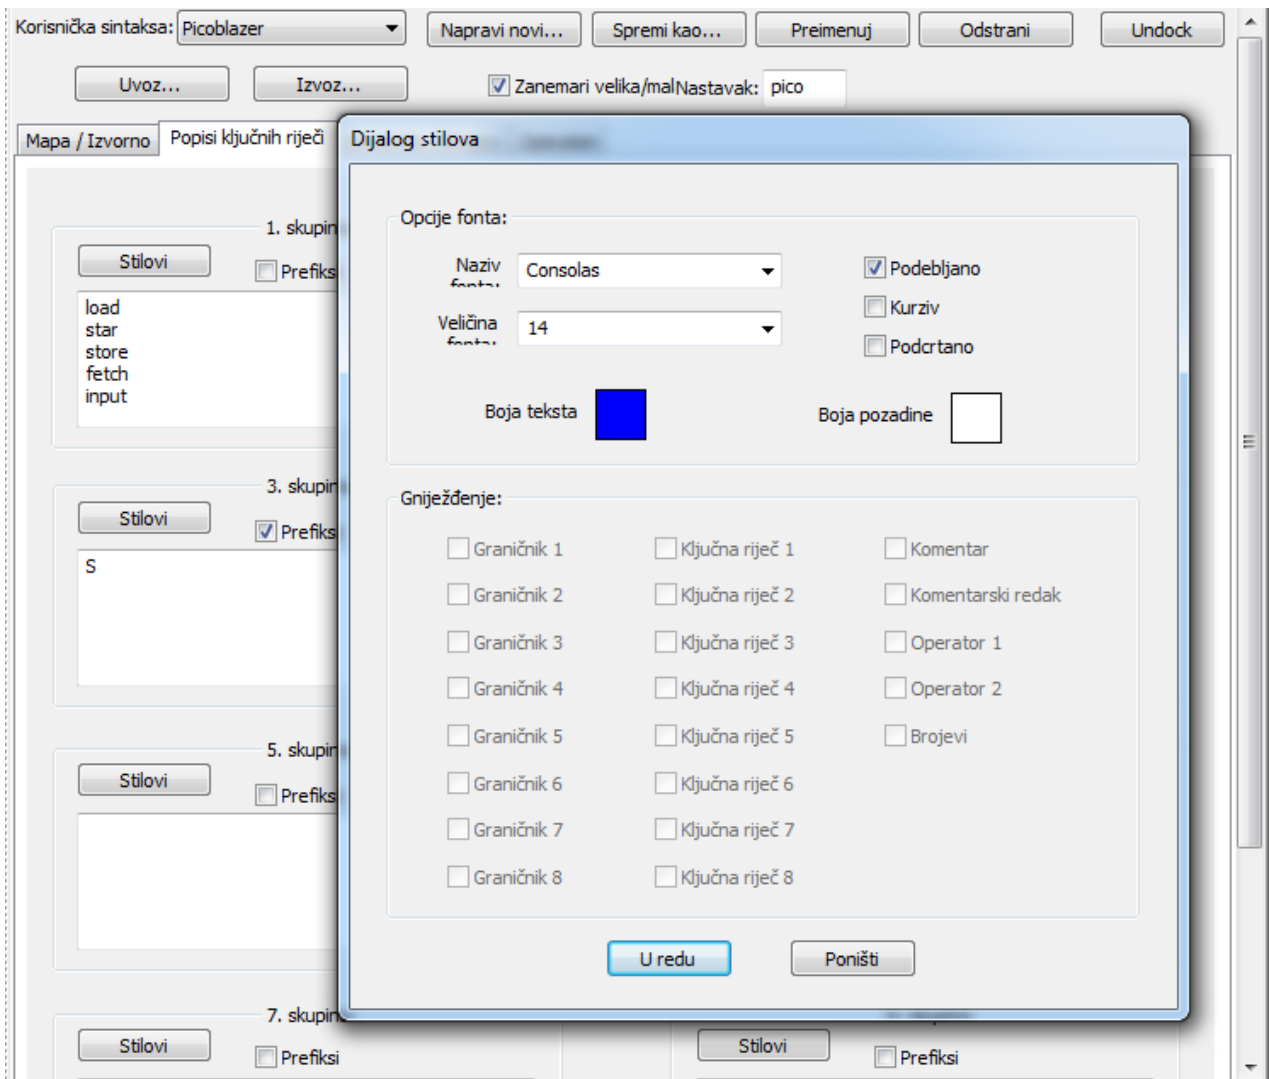 Korisnička sintaksa: Picoblazer Napravi novi... Spremi kao... Preimenuj Odstrani Undock
Uvoz... Izvoz... Zanemari velika/mal Nastavak: pico
Mapa / Izvorno Popisi ključnih riječi
Dijalog stilova
1. skupin
Stilovi Prefiks
load
star
store
fetch
input
3. skupin
Stilovi Prefiks
S
5. skupin
Stilovi Prefiks
7. skupin
Stilovi Prefiksi
Stilovi Prefiksi
Opcije fonta:
Naziv fonta: Consolas
Veličina fonta: 14
Podebljano
Kurziv
Podcrtano
Boja teksta Boja pozadine
Gniježđenje:
Graničnik 1 Ključna riječ 1 Komentar
Graničnik 2 Ključna riječ 2 Komentarski redak
Graničnik 3 Ključna riječ 3 Operator 1
Graničnik 4 Ključna riječ 4 Operator 2
Graničnik 5 Ključna riječ 5 Brojevi
Graničnik 6 Ključna riječ 6
Graničnik 7 Ključna riječ 7
Graničnik 8 Ključna riječ 8
U redu Poništi